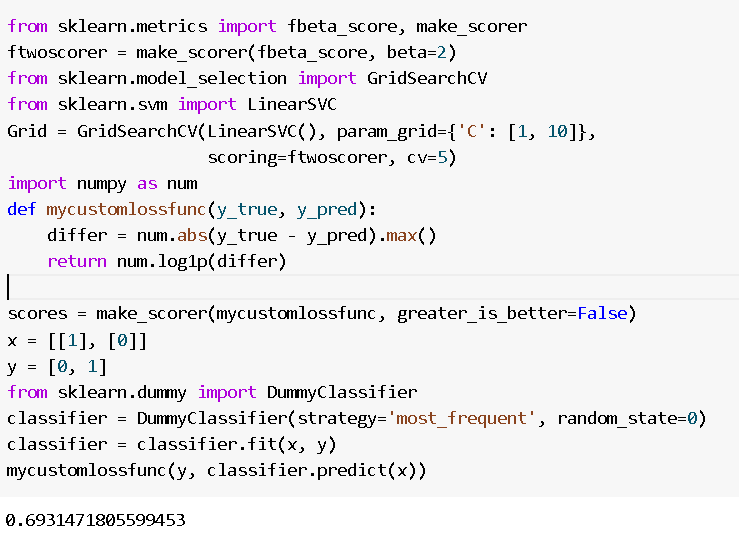 from sklearn.metrics import fbeta_score, make_scorer
ftwoscorer = make_scorer(fbeta_score, beta=2)
from sklearn.model_selection import GridSearchCV
from sklearn.svm import LinearSVC
Grid = GridSearchCV(LinearSVC(), param_grid={'C': [1, 10]},
                    scoring=ftwoscorer, cv=5)
import numpy as num
def mycustomlossfunc(y_true, y_pred):
    differ = num.abs(y_true - y_pred).max()
    return num.log1p(differ)
scores = make_scorer(mycustomlossfunc, greater_is_better=False)
x = [[1], [0]]
y = [0, 1]
from sklearn.dummy import DummyClassifier
classifier = DummyClassifier(strategy='most_frequent', random_state=0)
classifier = classifier.fit(x, y)
mycustomlossfunc(y, classifier.predict(x))
0.6931471805599453